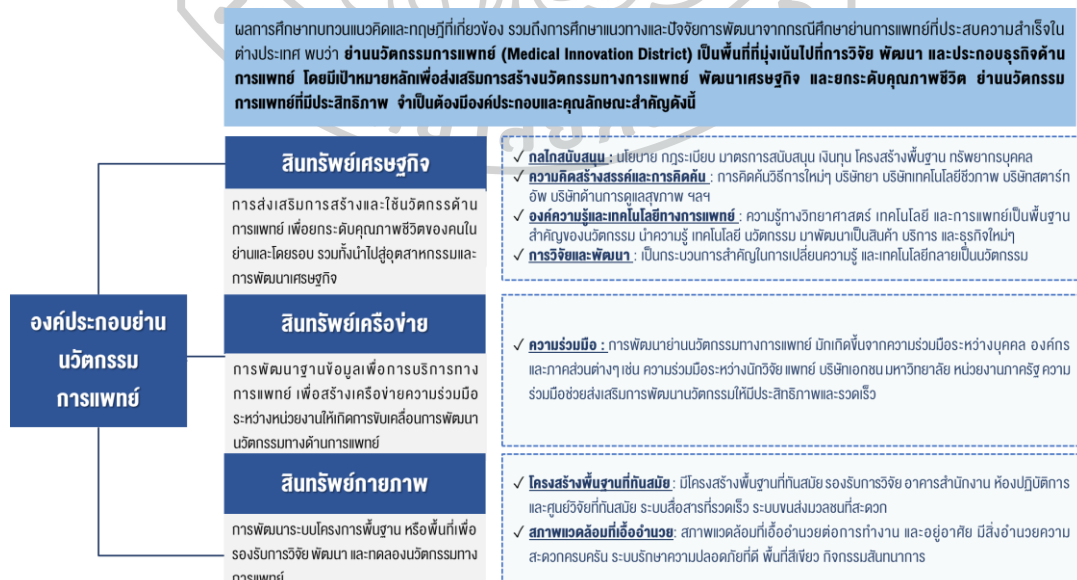 ผลการศึกษาทบทวนแนวคิดและทฤษฎีที่เกี่ยวข้อง รวมถึงการศึกษาแนวทางและปัจจัยการพัฒนาจากกรณีศึกษาย่านการแพทย์ที่ประสบความสำเร็จใน
ต่างประเทศ พบว่า ย่านนวัตกรรมการแพทย์ (Medical Innovation District) เป็นพื้นที่ที่มุ่งเน้นไปที่การวิจัย พัฒนา และประกอบธุรกิจด้าน
การแพทย์ โดยมีเป้าหมายหลักเพื่อส่งเสริมการสร้างนวัตกรรมทางการแพทย์ พัฒนาเศรษฐกิจ และยกระดับคุณภาพชีวิต ย่านนวัตกรรม
การแพทย์ที่มีประสิทธิภาพ จำเป็นต้องมีองค์ประกอบและคุณลักษณะสำคัญดังนี้
องค์ประกอบย่าน
นวัตกรรม
การแพทย์
สินทรัพย์เศรษฐกิจ
การส่งเสริมการสร้างและใช้นวัตกรรด้าน
การแพทย์ เพื่อยกระดับคุณภาพชีวิตของคนใน
ย่านและโดยรอบ รวมทั้งนำไปสู่อุตสาหกรรมและ
การพัฒนาเศรษฐกิจ
✓ กลไกสนับสนุน : นโยบาย กฎระเบียบ มาตรการสนับสนุน เงินทุน โครงสร้างพื้นฐาน ทรัพยากรบุคคล
✓ ความคิดสร้างสรรค์และการคิดค้น : การคิดค้นวิธีการใหม่ๆ บริษัทยา บริษัทเทคโนโลยีชีวภาพ บริษัทสตาร์ท
อัพ บริษัทด้านการดูแลสุขภาพ ฯลฯ
✓ องค์ความรู้และเทคโนโลยีทางการแพทย์ : ความรู้ทางวิทยาศาสตร์ เทคโนโลยี และการแพทย์เป็นพื้นฐาน
สำคัญของนวัตกรรม นำความรู้ เทคโนโลยี นวัตกรรม มาพัฒนาเป็นสินค้า บริการ และธุรกิจใหม่ๆ
✓ การวิจัยและพัฒนา : เป็นกระบวนการสำคัญในการเปลี่ยนความรู้ และเทคโนโลยีกลายเป็นนวัตกรรม
สินทรัพย์เครือข่าย
การพัฒนาฐานข้อมูลเพื่อการบริการทาง
การแพทย์ เพื่อสร้างเครือข่ายความร่วมมือ
ระหว่างหน่วยงานให้เกิดการขับเคลื่อนการพัฒนา
นวัตกรรมทางด้านการแพทย์
✓ ความร่วมมือ : การพัฒนาย่านนวัตกรรมทางการแพทย์ มักเกิดขึ้นจากความร่วมมือระหว่างบุคคล องค์กร
และภาคส่วนต่างๆ เช่น ความร่วมมือระหว่างนักวิจัย แพทย์ บริษัทเอกชน มหาวิทยาลัย หน่วยงานภาครัฐ ความ
ร่วมมือช่วยส่งเสริมการพัฒนานวัตกรรมให้มีประสิทธิภาพและรวดเร็ว
สินทรัพย์กายภาพ
การพัฒนาระบบโครงการพื้นฐาน หรือพื้นที่เพื่อ
รองรับการวิจัย พัฒนา และทดลองนวัตกรรมทาง
การแพทย์
✓ โครงสร้างพื้นฐานที่ทันสมัย : มีโครงสร้างพื้นฐานที่ทันสมัย รองรับการวิจัย อาคารสำนักงาน ห้องปฏิบัติการ
และศูนย์วิจัยที่ทันสมัย ระบบสื่อสารที่รวดเร็ว ระบบขนส่งมวลชนที่สะดวก
✓ สภาพแวดล้อมที่เอื้ออำนวย: สภาพแวดล้อมที่เอื้ออำนวยต่อการทำงาน และอยู่อาศัย มีสิ่งอำนวยความ
สะดวกครบครัน ระบบรักษาความปลอดภัยที่ดี พื้นที่สีเขียว กิจกรรมสันทนาการ